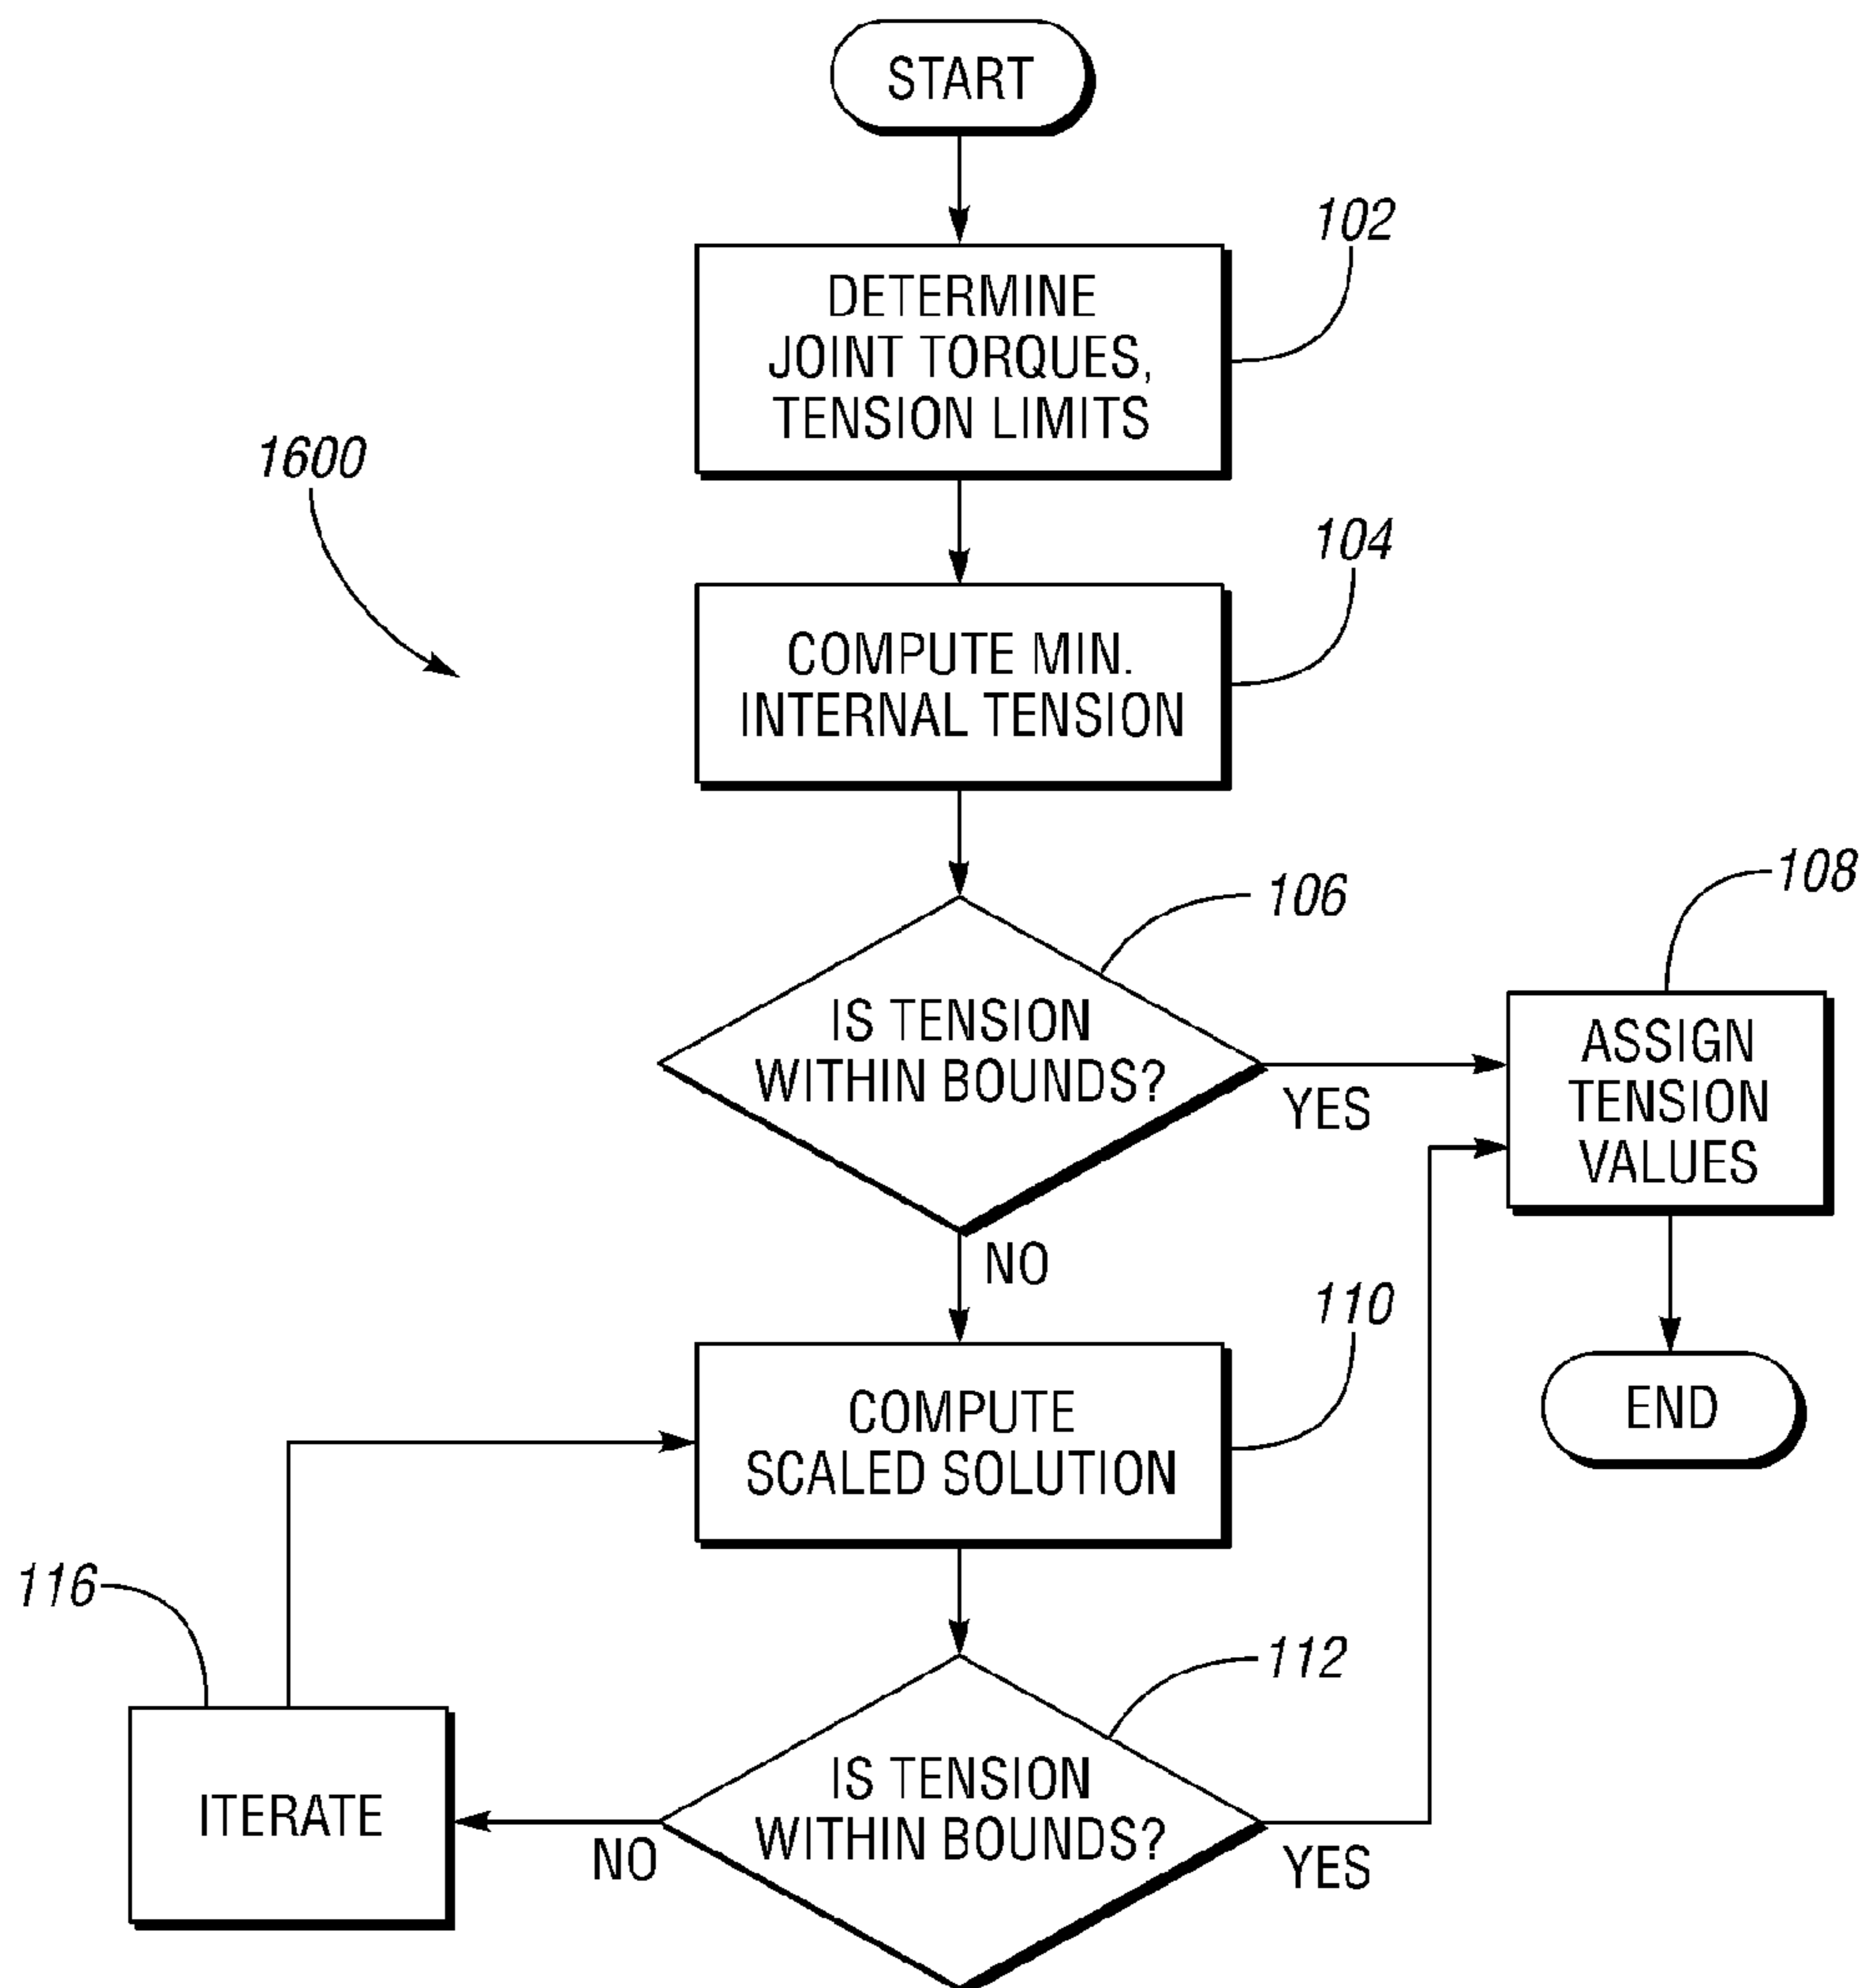 START
102
DETERMINE
JOINT TORQUES,
TENSION LIMITS
1600
104
COMPUTE MIN.
INTERNAL TENSION
106
108
IS TENSION
WITHIN BOUNDS?
YES
ASSIGN
TENSION
VALUES
NO
110
END
COMPUTE
SCALED SOLUTION
116
112
IS TENSION
WITHIN BOUNDS?
ITERATE
NO
YES